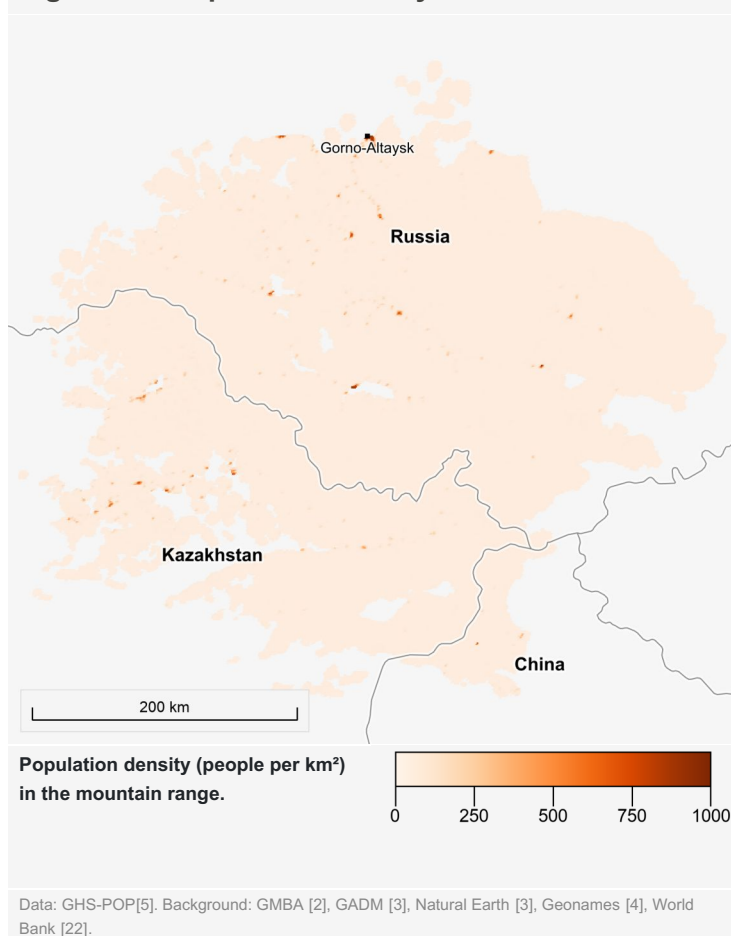 Gorno-Altaysk
Russia
Kazakhstan
China
200 km
Population density (people per km²)
in the mountain range.
0 250 500 750 1000
Data: GHS-POP[5]. Background: GMBA [2], GADM [3], Natural Earth [3], Geonames [4], World
Bank [22].